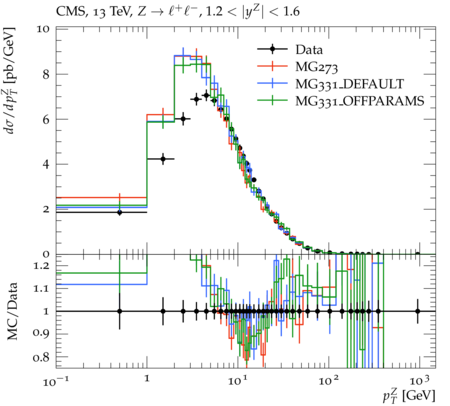 CMS, 13 TeV, Z → ℓ⁺ℓ⁻, 1.2 < |y^Z| < 1.6
dσ/dp_T^Z [pb/GeV]
10
8
6
4
2
0
Data
MG273
MG331_DEFAULT
MG331_OFFPARAMS
MC/Data
1.2
1.1
1
0.9
0.8
10⁻¹ 1 10¹ 10² 10³
p_T^Z [GeV]